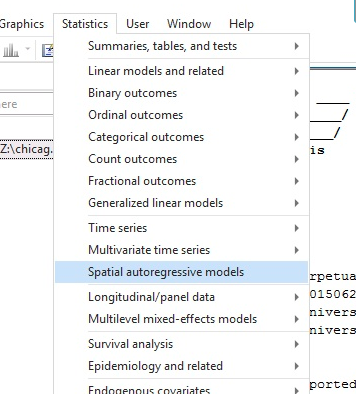 Graphics Statistics User Window Help
Summaries, tables, and tests
ere
Linear models and related
Binary outcomes
Ordinal outcomes
Z:\chicag.
Categorical outcomes
is
Count outcomes
Fractional outcomes
Generalized linear models
Time series
Multivariate time series
Spatial autoregressive models
rpetua
Longitudinal/panel data
015062
nivers
Multilevel mixed-effects models
nivers
Survival analysis
Epidemiology and related
ported
Endogenous covariates